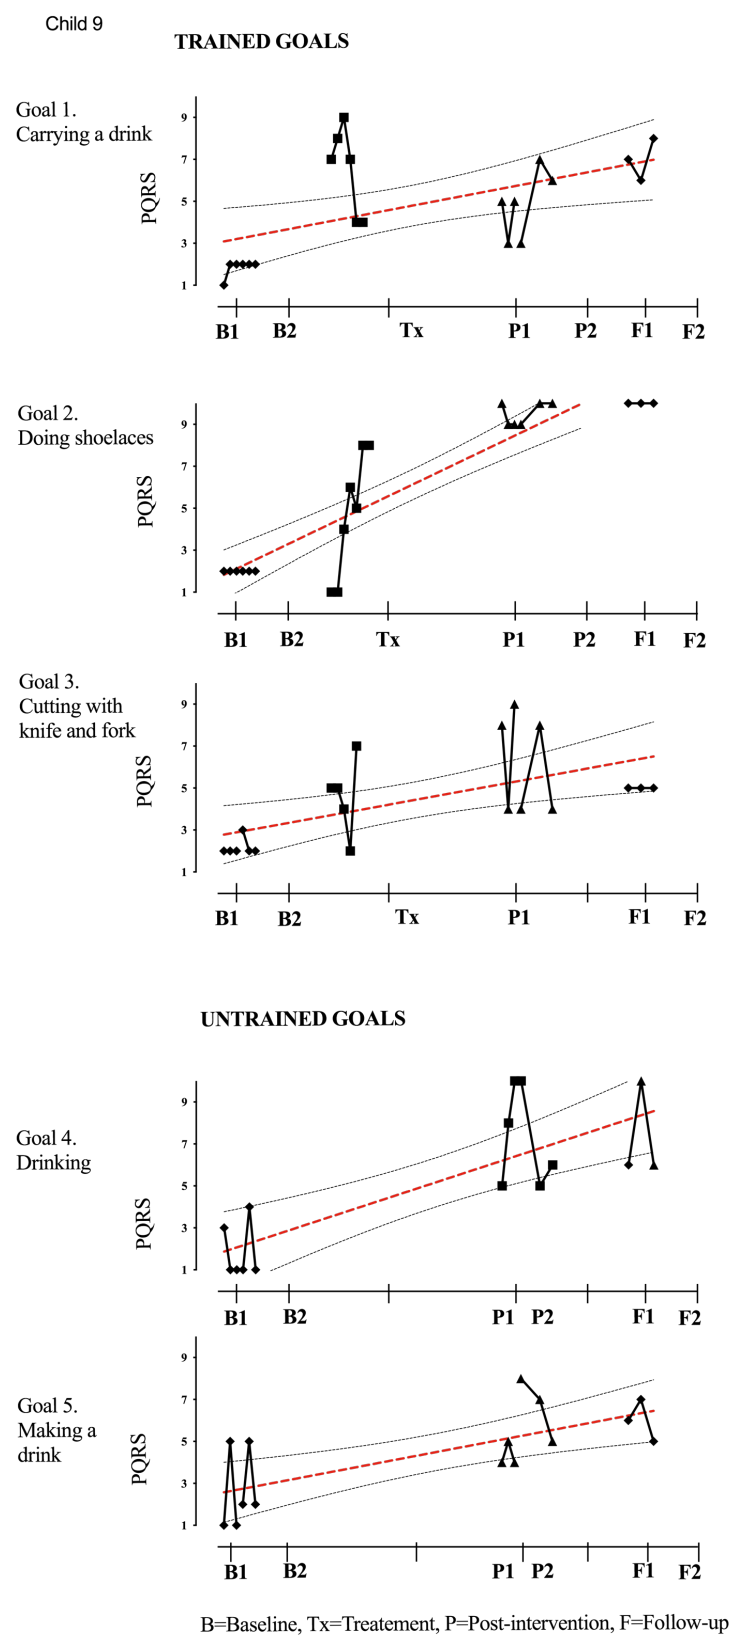 Child 9
TRAINED GOALS
Goal 1.
Carrying a drink
PQRS
9
7
5
3
1
B1 B2 Tx P1 P2 F1 F2
Goal 2.
Doing shoelaces
PQRS
9
7
5
3
1
B1 B2 Tx P1 P2 F1 F2
Goal 3.
Cutting with
knife and fork
PQRS
9
7
5
3
1
B1 B2 Tx P1 F1 F2
UNTRAINED GOALS
Goal 4.
Drinking
PQRS
9
7
5
3
1
B1 B2 P1 P2 F1 F2
Goal 5.
Making a
drink
PQRS
9
7
5
3
1
B1 B2 P1 P2 F1 F2
B=Baseline, Tx=Treatement, P=Post-intervention, F=Follow-up